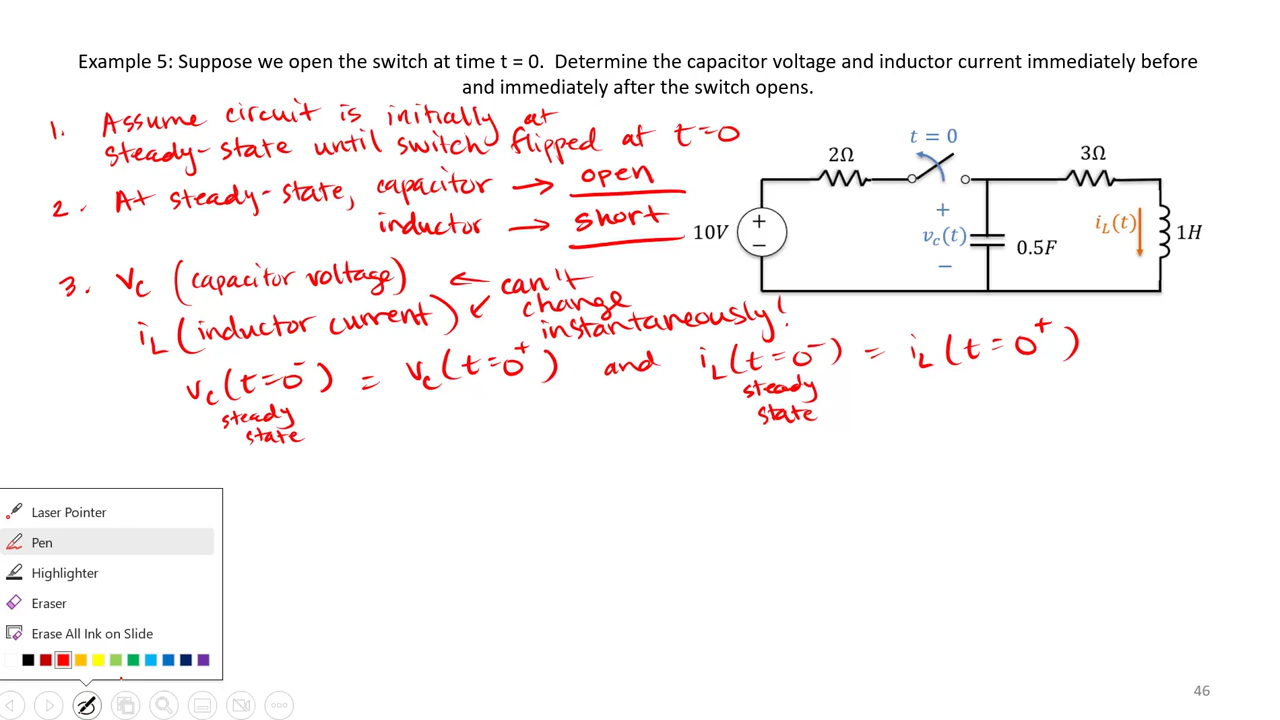 Example 5: Suppose we open the switch at time t = 0.  Determine the capacitor voltage and inductor current immediately before
and immediately after the switch opens.
1. Assume circuit is initially at
steady-state until switch flipped at t=0
2. At steady-state, capacitor → open
inductor → short
3. Vc (capacitor voltage) ← can't
change
iL (inductor current) ↙ instantaneously!
vc(t=0⁻) = vc(t=0⁺) and iL(t=0⁻) = iL(t=0⁺)
steady
state
steady
state
t = 0
2Ω
3Ω
10V
+
−
+
vc(t)
−
0.5F
iL(t)
1H
Laser Pointer
Pen
Highlighter
Eraser
Erase All Ink on Slide
46